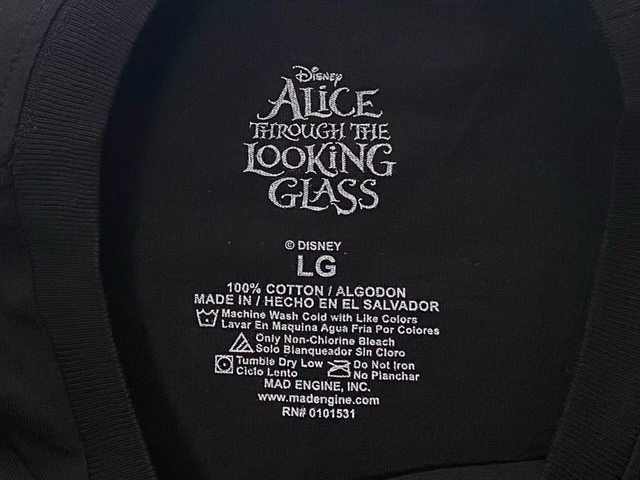 Disney
ALiCE
THROUGH THE
LOOKiNG
GLASS
© DISNEY
LG
100% COTTON / ALGODON
MADE IN / HECHO EN EL SALVADOR
Machine Wash Cold with Like Colors
Lavar En Maquina Agua Fria Por Colores
Only Non-Chlorine Bleach
Solo Blanqueador Sin Cloro
Tumble Dry Low Do Not Iron
Ciclo Lento No Planchar
MAD ENGINE, INC.
www.madengine.com
RN# 0101531